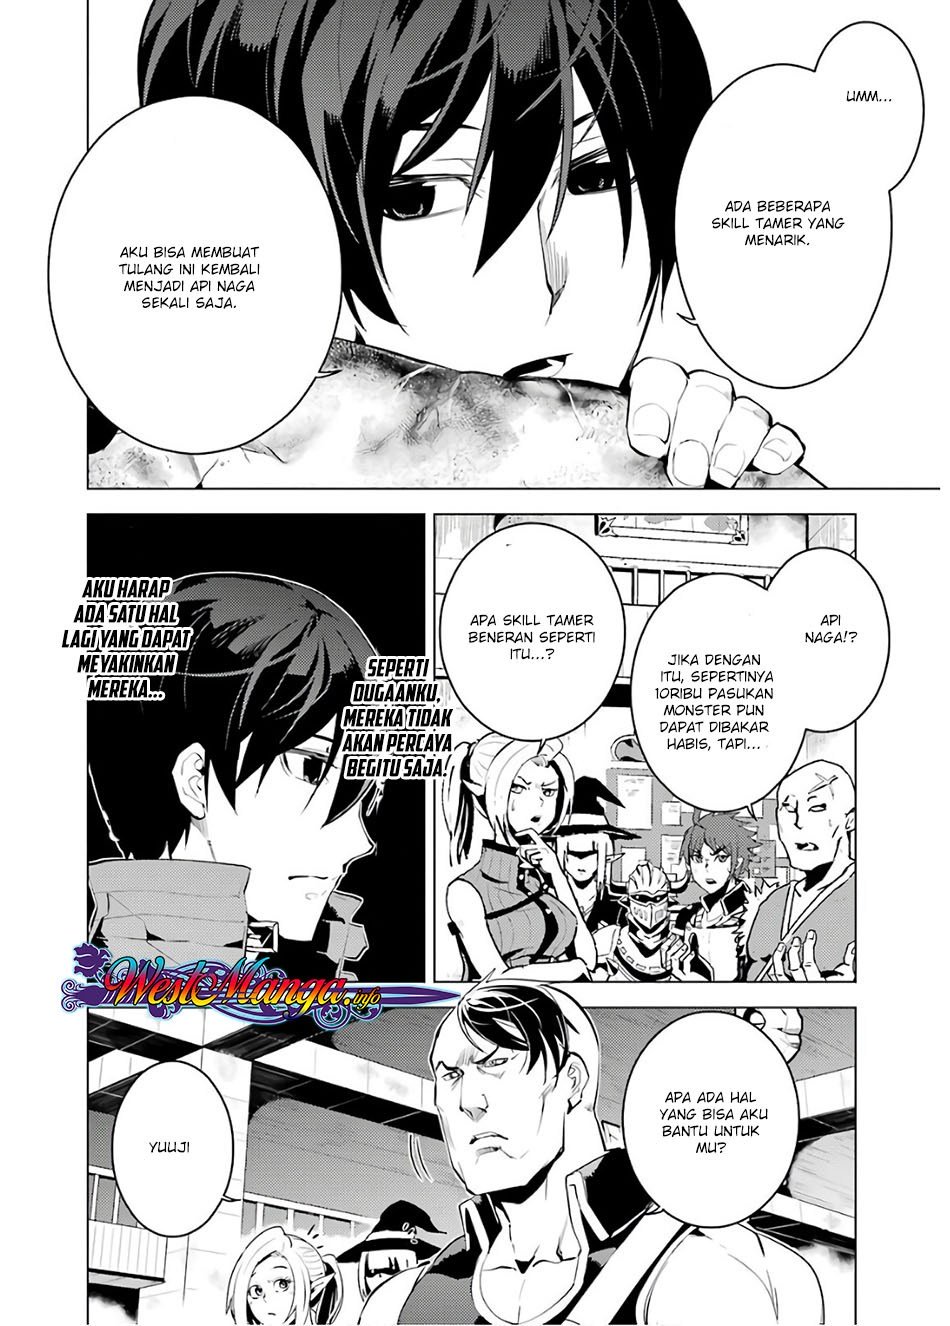 UMM...
ADA BEBERAPA
SKILL TAMER YANG
MENARIK.
AKU BISA MEMBUAT
TULANG INI KEMBALI
MENJADI API NAGA
SEKALI SAJA.
API
NAGA!?
JIKA DENGAN
ITU, SEPERTINYA
10RIBU PASUKAN
MONSTER PUN
DAPAT DIBAKAR
HABIS, TAPI...
APA SKILL TAMER
BENERAN SEPERTI
ITU...?
SEPERTI
DUGAANKU,
MEREKA TIDAK
AKAN PERCAYA
BEGITU SAJA.
AKU HARAP
ADA SATU HAL
LAGI YANG DAPAT
MEYAKINKAN
MEREKA...
WestManga.info
APA ADA HAL
YANG BISA AKU
BANTU UNTUK
MU?
YUUJI